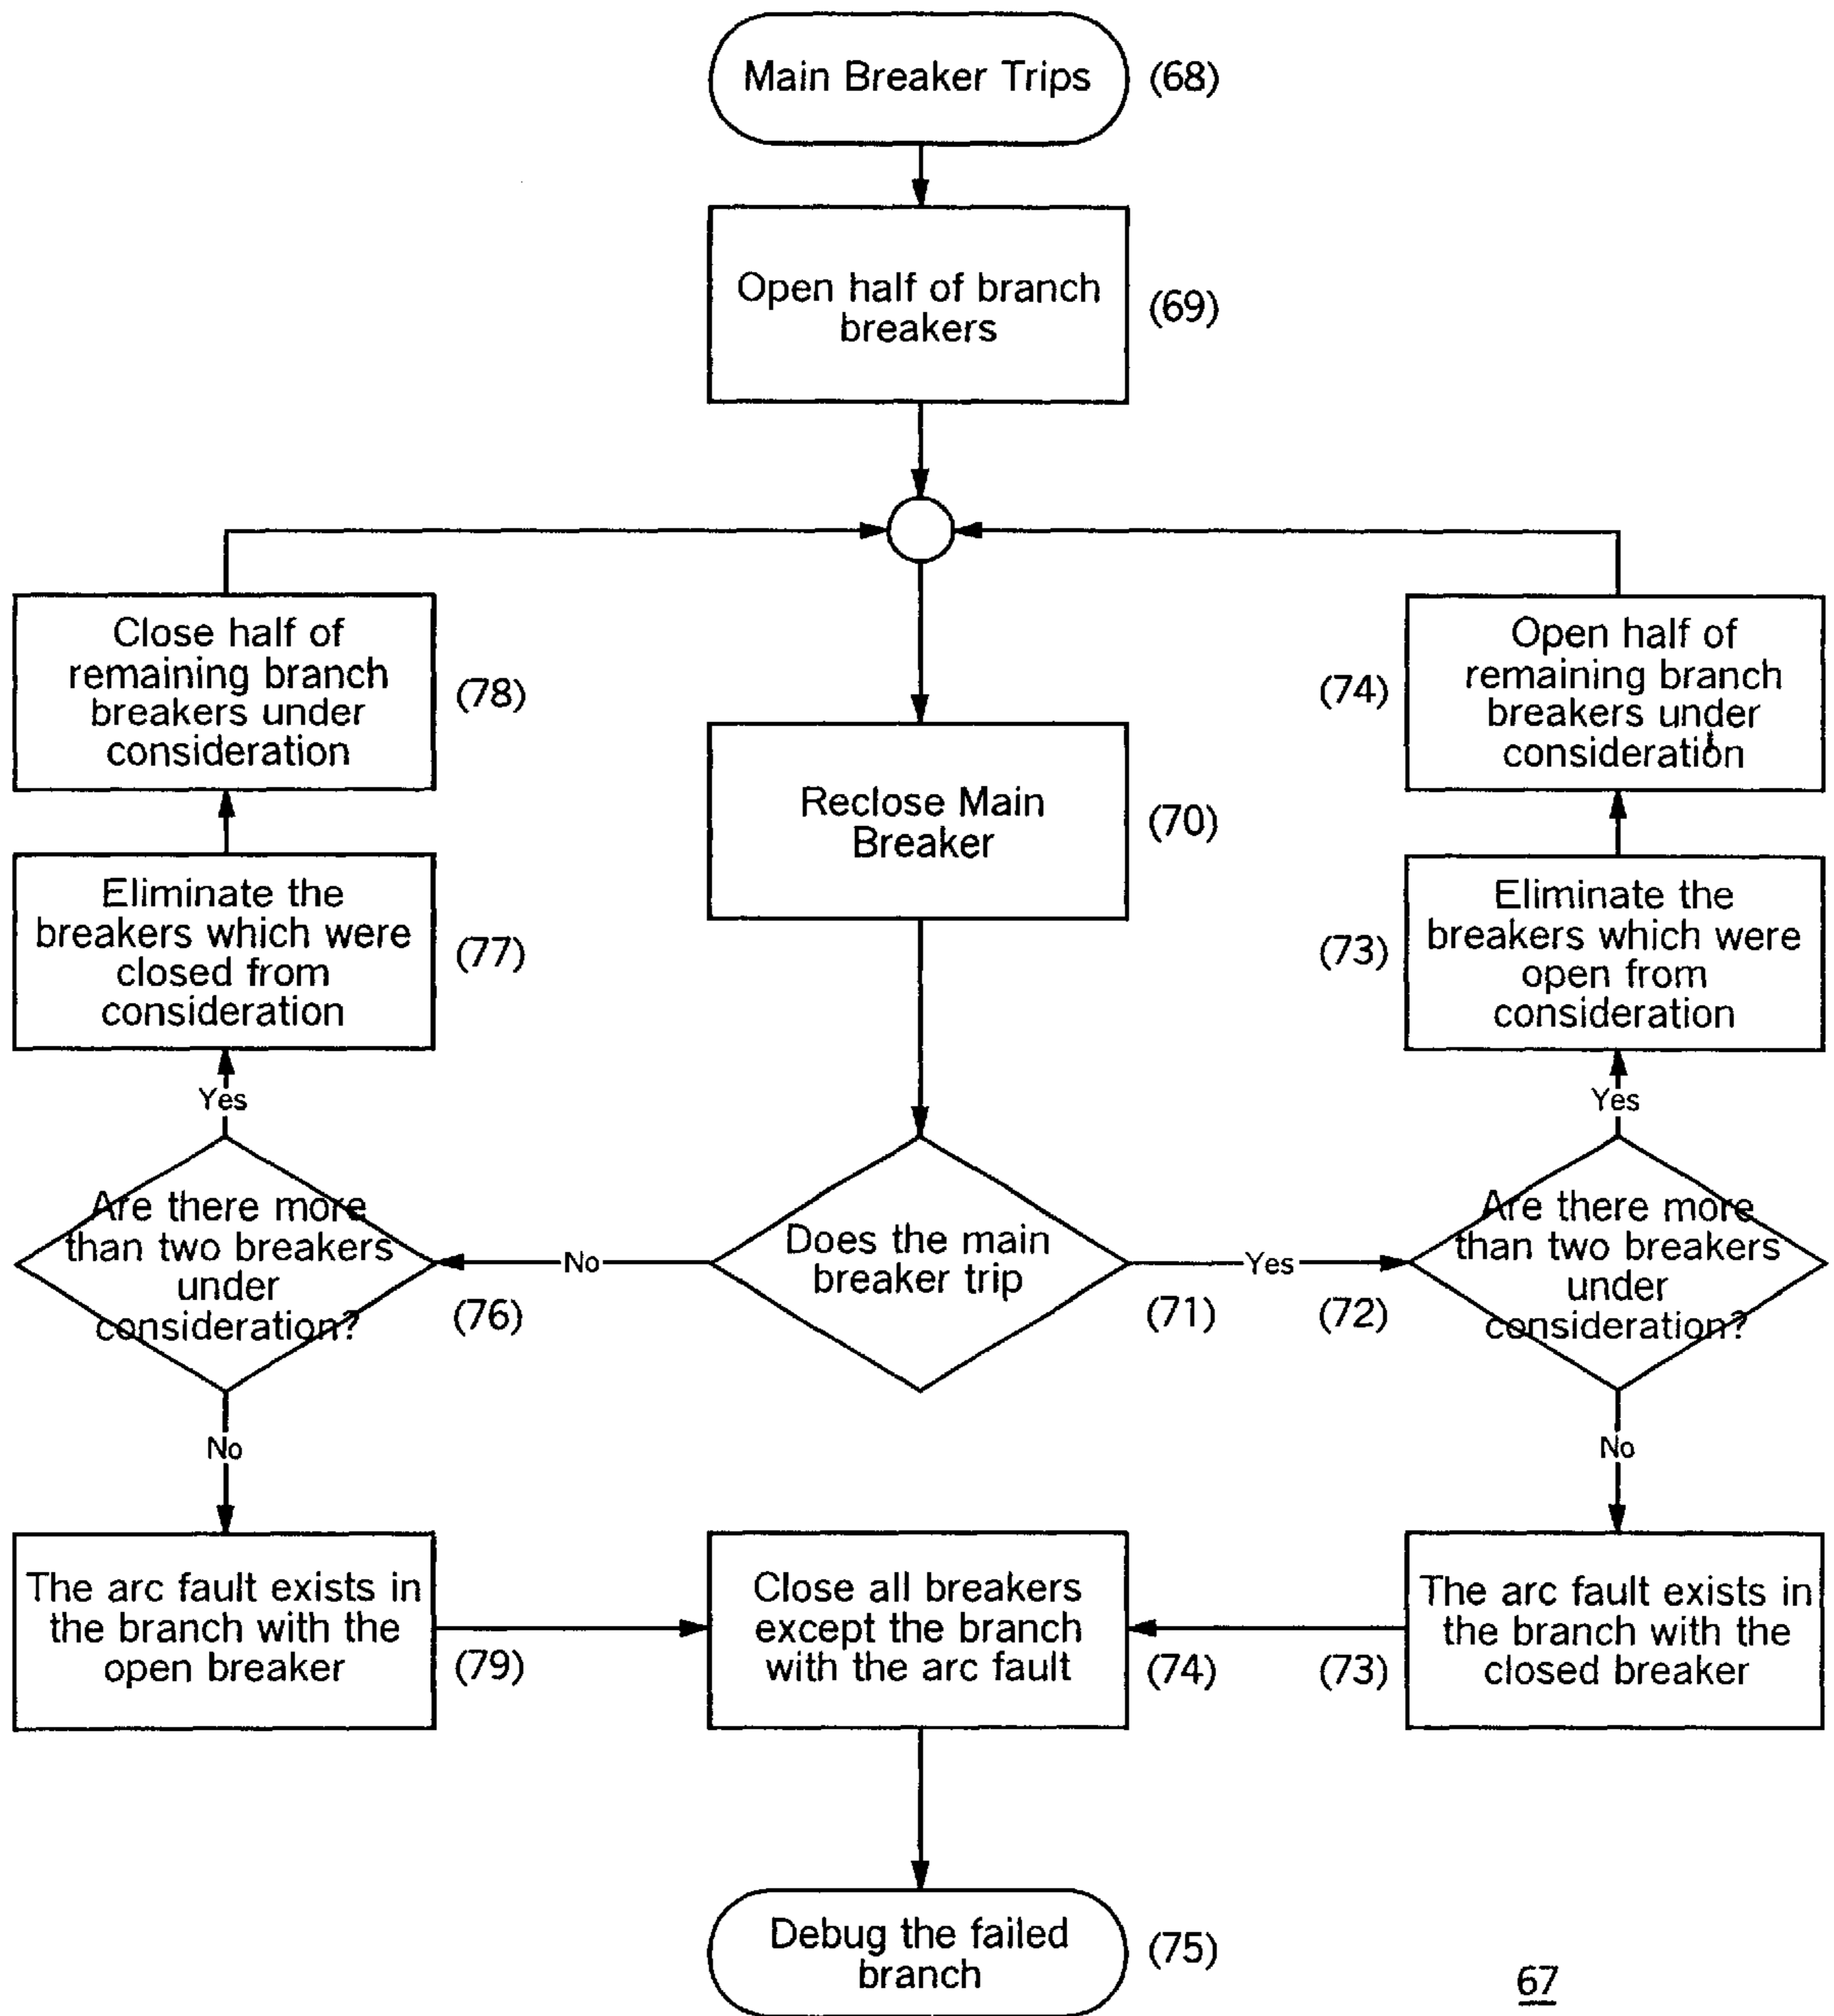 Main Breaker Trips
(68)
Open half of branch
breakers
(69)
Close half of
remaining branch
breakers under
consideration
(78)
Open half of
remaining branch
breakers under
consideration
(74)
Reclose Main
Breaker
(70)
Eliminate the
breakers which were
closed from
consideration
(77)
Eliminate the
breakers which were
open from
consideration
(73)
Yes
Yes
Are there more
than two breakers
under
consideration?
(76)
No
Does the main
breaker trip
(71)
Yes
(72)
Are there more
than two breakers
under
consideration?
No
No
The arc fault exists in
the branch with the
open breaker
(79)
Close all breakers
except the branch
with the arc fault
(74)
(73)
The arc fault exists in
the branch with the
closed breaker
Debug the failed
branch
(75)
67